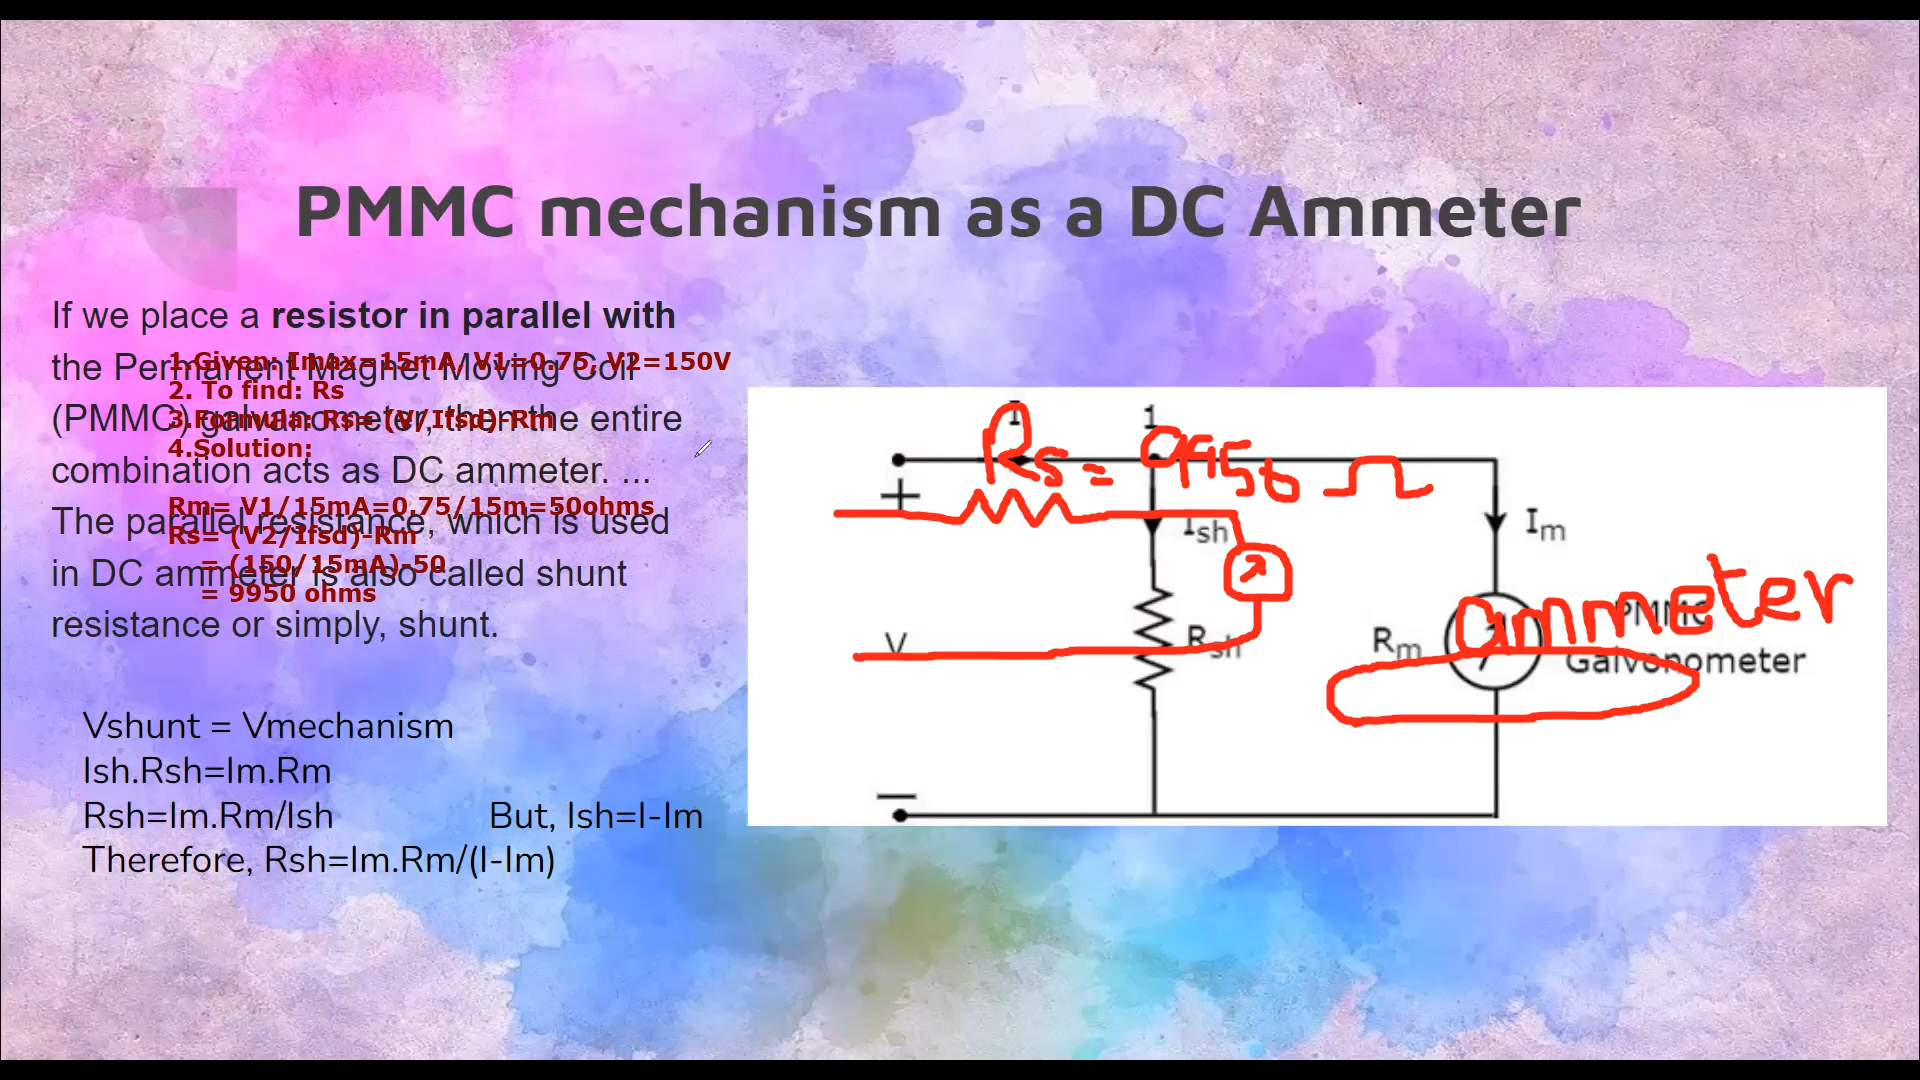 PMMC mechanism as a DC Ammeter
If we place a resistor in parallel with
the Permanent Magnet Moving Coil
(PMMC) galvanometer, then the entire
combination acts as DC ammeter. ...
The parallel resistance, which is used
in DC ammeter is also called shunt
resistance or simply, shunt.
1.Given: Imax=15mA, V1=0.75, V2=150V
2. To find: Rs
3.Formula: Rs= (V/Ifsd)-Rm
4.Solution:
Rm= V1/15mA=0.75/15m=50ohms
Rs= (V2/Ifsd)-Rm
= (150/15mA)-50
= 9950 ohms
Vshunt = Vmechanism
Ish.Rsh=Im.Rm
Rsh=Im.Rm/Ish But, Ish=I-Im
Therefore, Rsh=Im.Rm/(I-Im)
I 1
Rs= 9950 Ω
+
Ish
Im
ammeter
V
Rsh
Rm
PMMC
Galvonometer
−